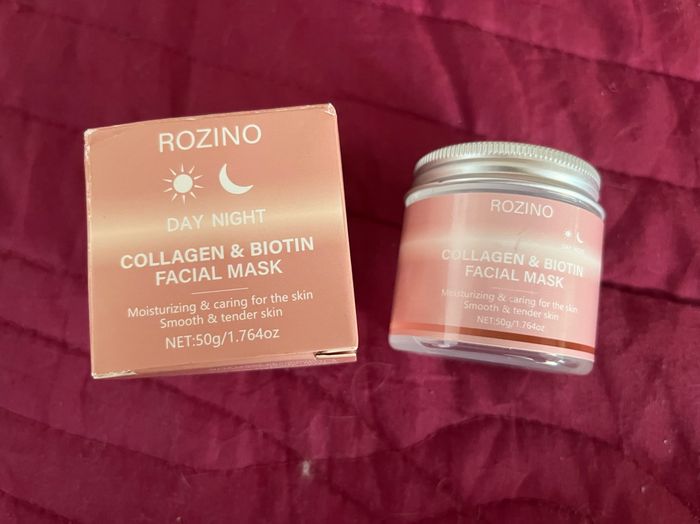 ROZINO
DAY NIGHT
COLLAGEN & BIOTIN
FACIAL MASK
Moisturizing & caring for the skin
Smooth & tender skin
NET:50g/1.764oz
ROZINO
DAY NIGHT
COLLAGEN & BIOTIN
FACIAL MASK
Moisturizing & caring for the skin
Smooth & tender skin
NET:50g/1.764oz